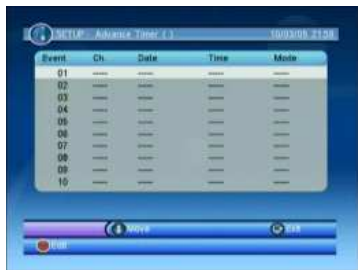 SETUP - Advance Timer ( ) 10/03/05 21:58
Event Ch. Date Time Mode
01 ----- ----- ----- -----
02 ----- ----- ----- -----
03 ----- ----- ----- -----
04 ----- ----- ----- -----
05 ----- ----- ----- -----
06 ----- ----- ----- -----
07 ----- ----- ----- -----
08 ----- ----- ----- -----
09 ----- ----- ----- -----
10 ----- ----- ----- -----
Move Exit
Edit